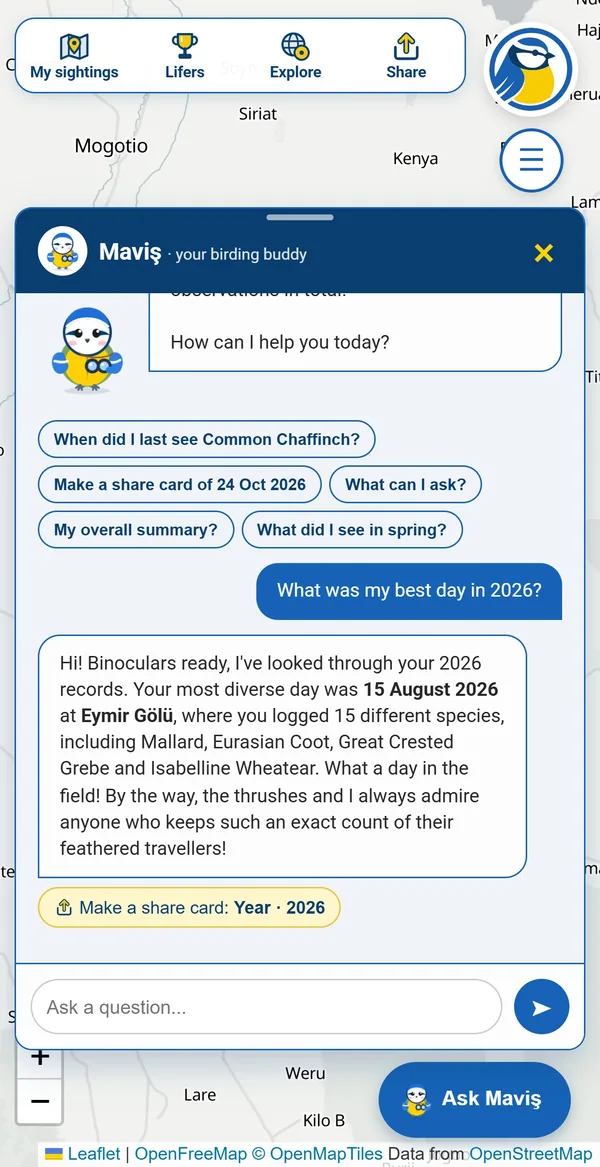 My sightings
Lifers
Explore
Share
Siriat
Mogotio
Kenya
Maviş · your birding buddy
observations in total.
How can I help you today?
When did I last see Common Chaffinch?
Make a share card of 24 Oct 2026
What can I ask?
My overall summary?
What did I see in spring?
What was my best day in 2026?
Hi! Binoculars ready, I've looked through your 2026
records. Your most diverse day was 15 August 2026
at Eymir Gölü, where you logged 15 different species,
including Mallard, Eurasian Coot, Great Crested
Grebe and Isabelline Wheatear. What a day in the
field! By the way, the thrushes and I always admire
anyone who keeps such an exact count of their
feathered travellers!
Make a share card: Year · 2026
Ask a question...
+
−
Weru
Lare
Kilo B
Ask Maviş
Leaflet | OpenFreeMap © OpenMapTiles Data from OpenStreetMap